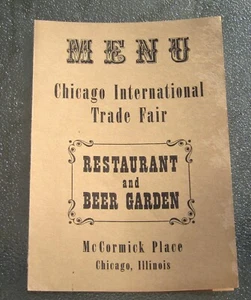 MENU
Chicago International
Trade Fair
RESTAURANT
and
BEER GARDEN
McCormick Place
Chicago, Illinois